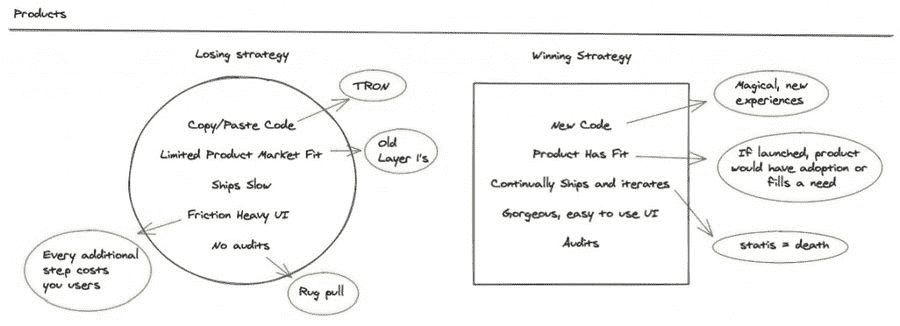 Products
Losing strategy
TRON
Copy/Paste Code
Limited Product Market Fit
Old
Layer 1's
Ships Slow
Friction Heavy UI
No audits
Every additional
step costs
you users
Rug pull
Winning Strategy
Magical, new
experiences
New Code
Product Has Fit
If launched, product
would have adoption or
fills a need
Continually Ships and iterates
Gorgeous, easy to use UI
Audits
statis = death